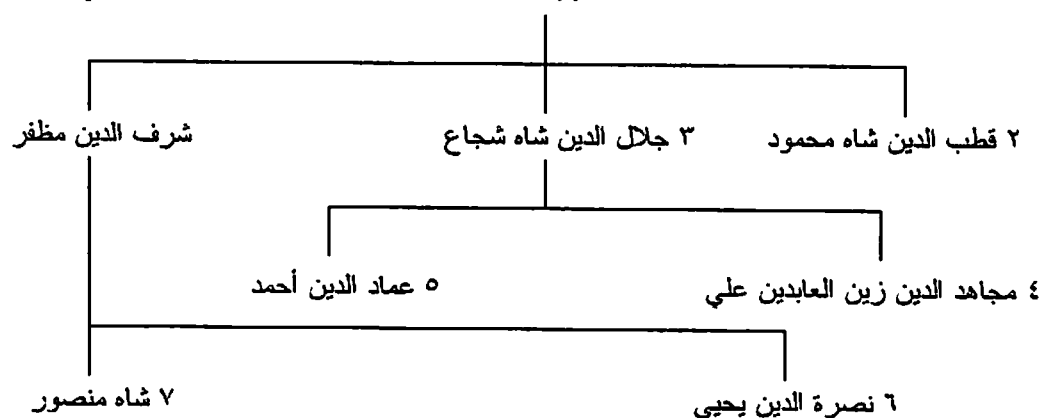 ٢ قطب الدين شاه محمود ٣ جلال الدين شاه شجاع شرف الدين مظفر
٤ مجاهد الدين زين العابدين علي ٥ عماد الدين أحمد
٦ نصرة الدين يحيى ٧ شاه منصور